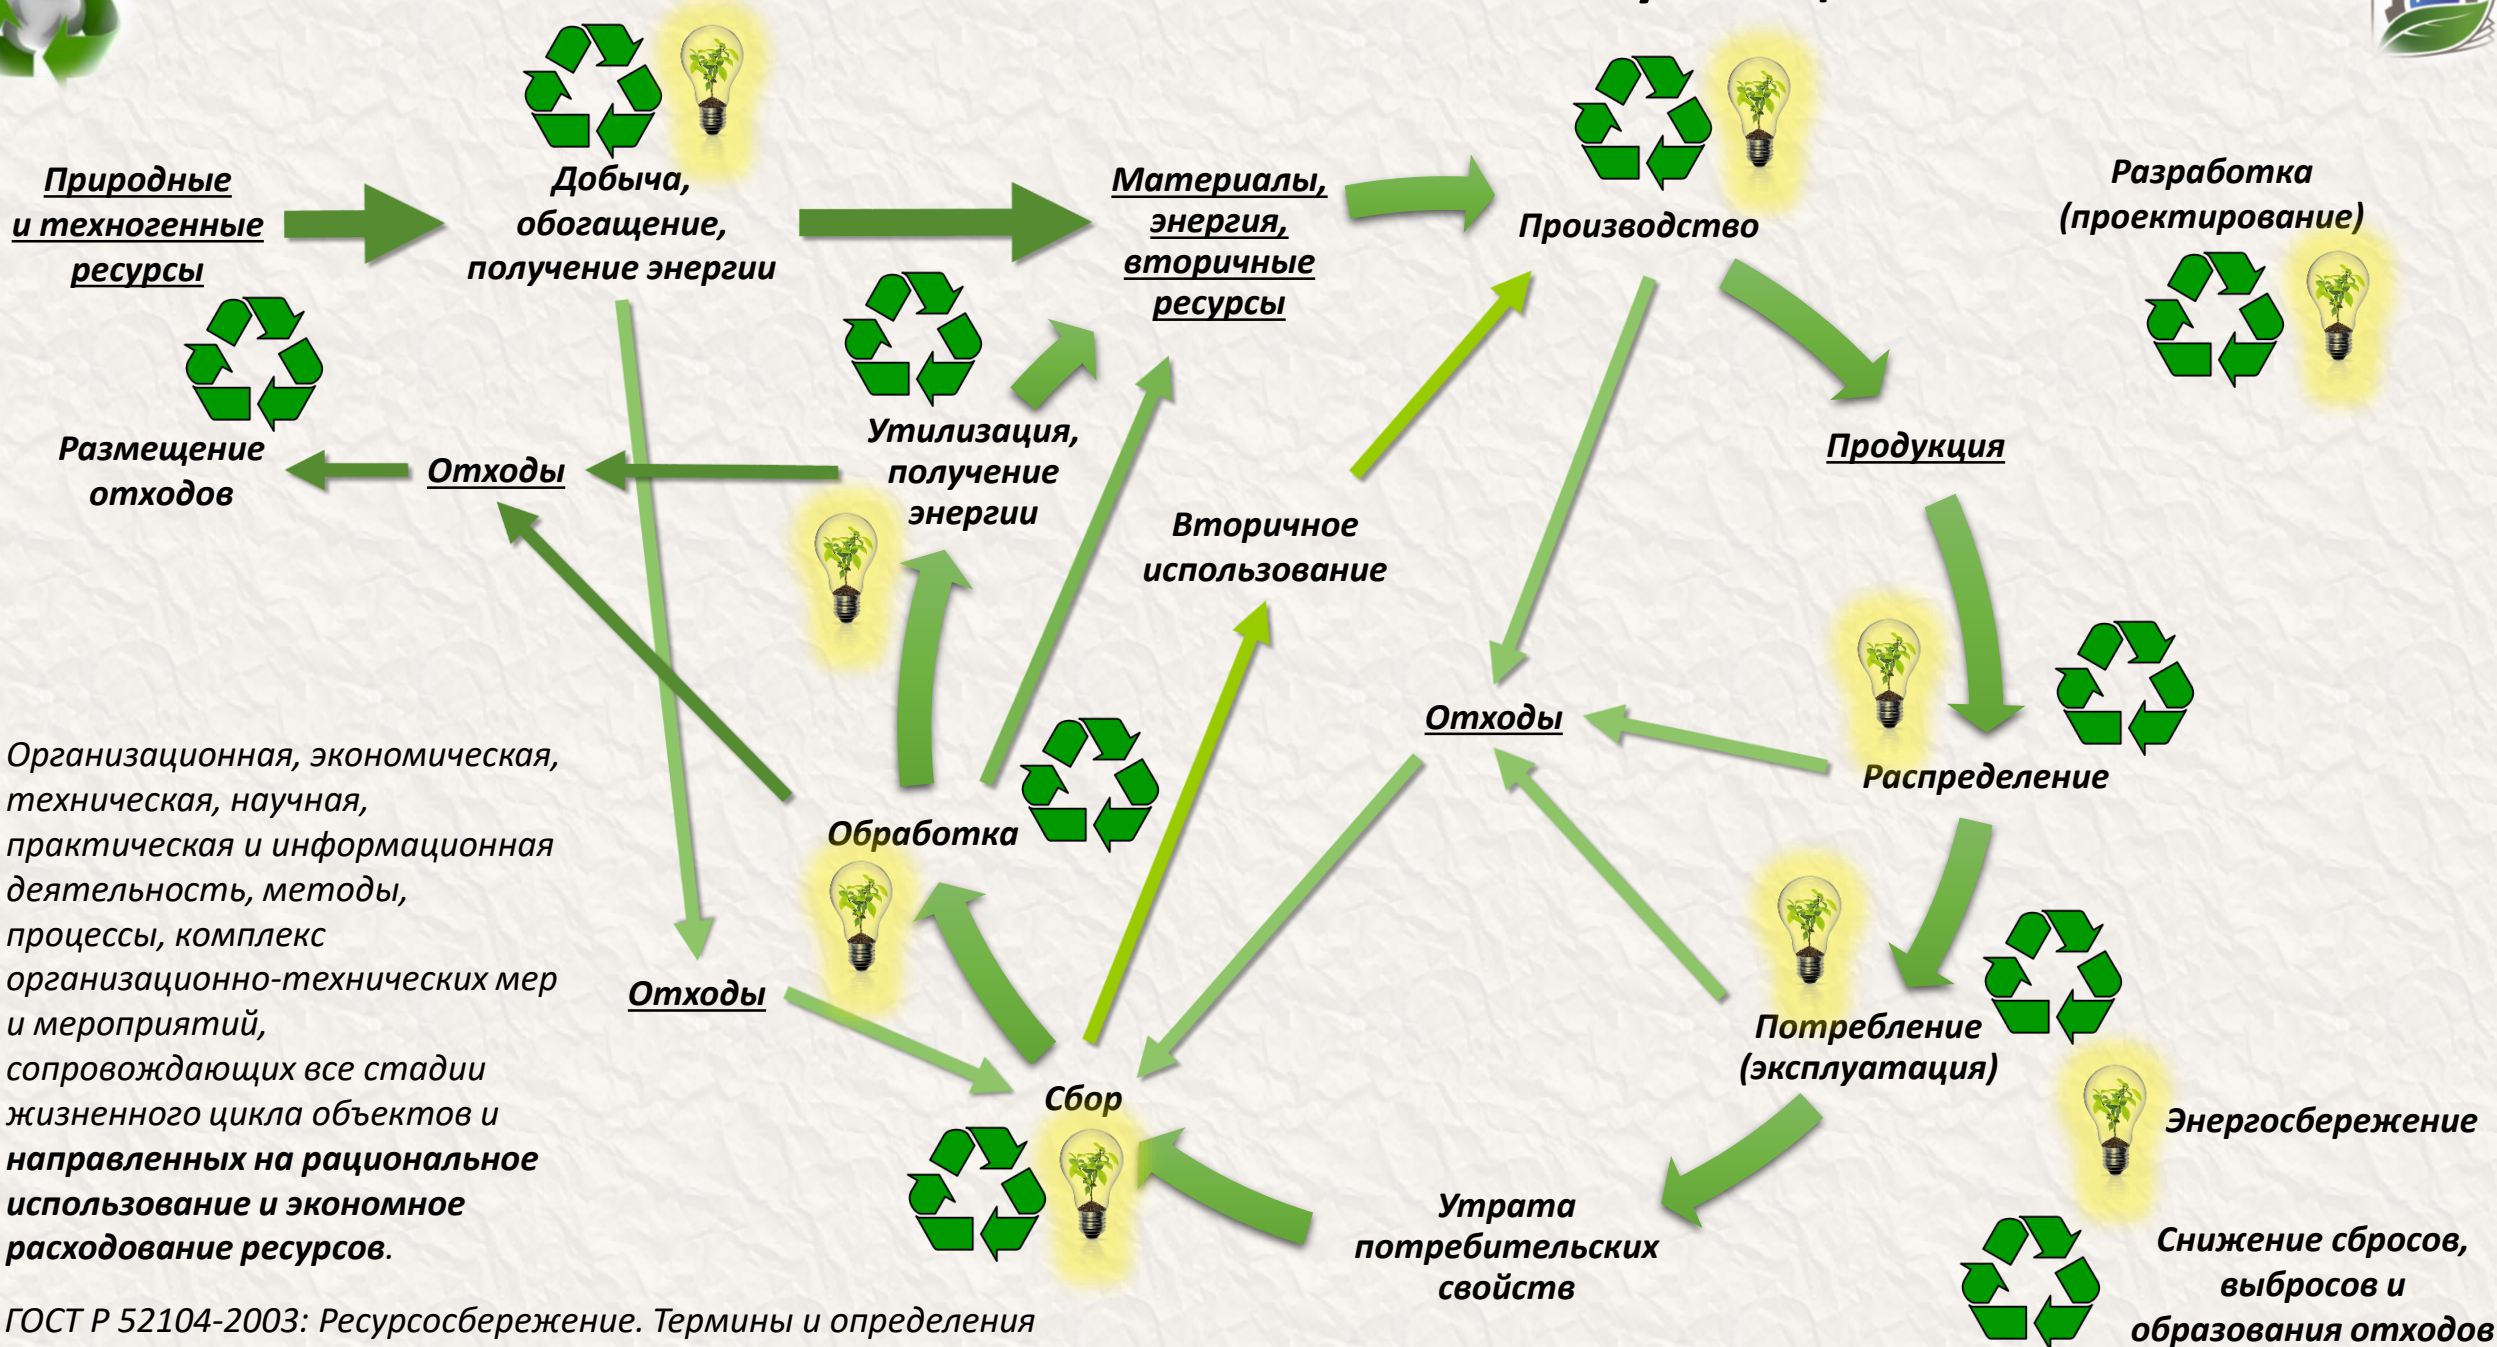 Природные
и техногенные
ресурсы
Добыча,
обогащение,
получение энергии
Материалы,
энергия,
вторичные
ресурсы
Производство
Разработка
(проектирование)
Размещение
отходов
Отходы
Утилизация,
получение
энергии
Вторичное
использование
Продукция
Отходы
Распределение
Обработка
Отходы
Потребление
(эксплуатация)
Сбор
Утрата
потребительских
свойств
Энергосбережение
Снижение сбросов,
выбросов и
образования отходов
Организационная, экономическая,
техническая, научная,
практическая и информационная
деятельность, методы,
процессы, комплекс
организационно-технических мер
и мероприятий,
сопровождающих все стадии
жизненного цикла объектов и
направленных на рациональное
использование и экономное
расходование ресурсов.
ГОСТ Р 52104-2003: Ресурсосбережение. Термины и определения